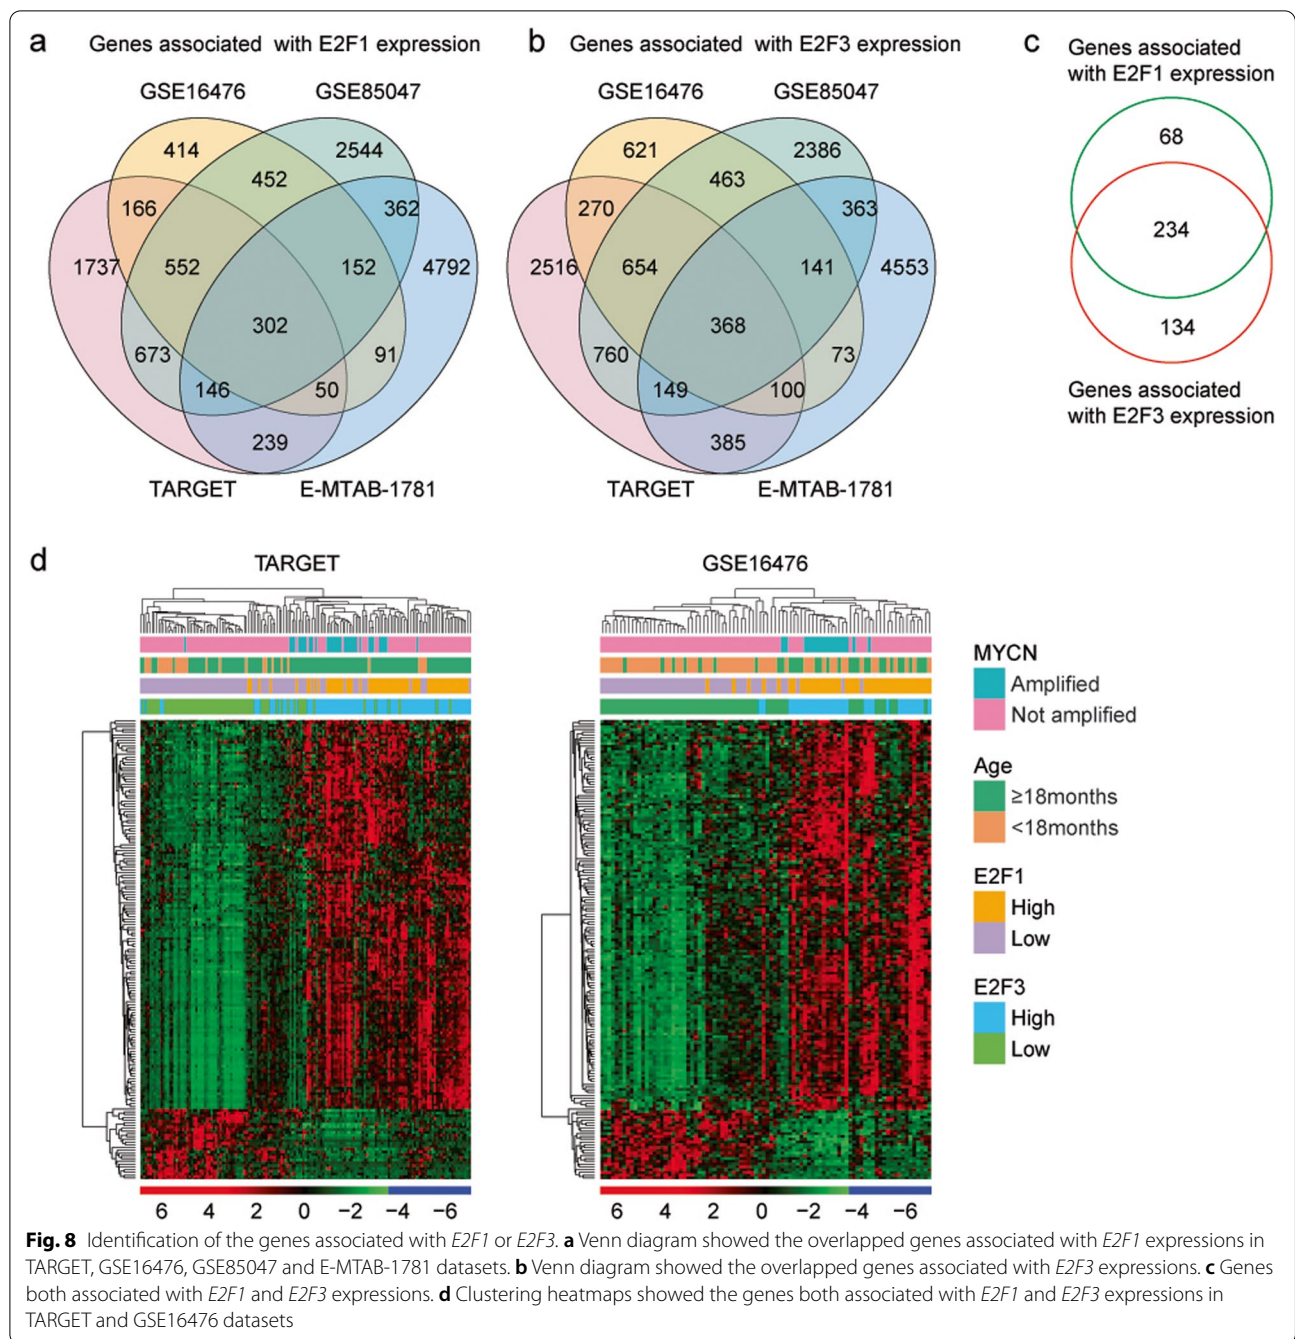 a Genes associated with E2F1 expression
GSE16476 GSE85047
414 2544
452
166 362
1737 552 152 4792
302
673 91
146 50
239
TARGET E-MTAB-1781
b Genes associated with E2F3 expression
GSE16476 GSE85047
621 2386
463
270 363
2516 654 141 4553
368
760 73
149 100
385
TARGET E-MTAB-1781
c Genes associated
with E2F1 expression
68
234
134
Genes associated
with E2F3 expression
d TARGET GSE16476
6 4 2 0 −2 −4 −6
6 4 2 0 −2 −4 −6
MYCN
Amplified
Not amplified
Age
≥18months
<18months
E2F1
High
Low
E2F3
High
Low
Fig. 8 Identification of the genes associated with E2F1 or E2F3. a Venn diagram showed the overlapped genes associated with E2F1 expressions in
TARGET, GSE16476, GSE85047 and E-MTAB-1781 datasets. b Venn diagram showed the overlapped genes associated with E2F3 expressions. c Genes
both associated with E2F1 and E2F3 expressions. d Clustering heatmaps showed the genes both associated with E2F1 and E2F3 expressions in
TARGET and GSE16476 datasets